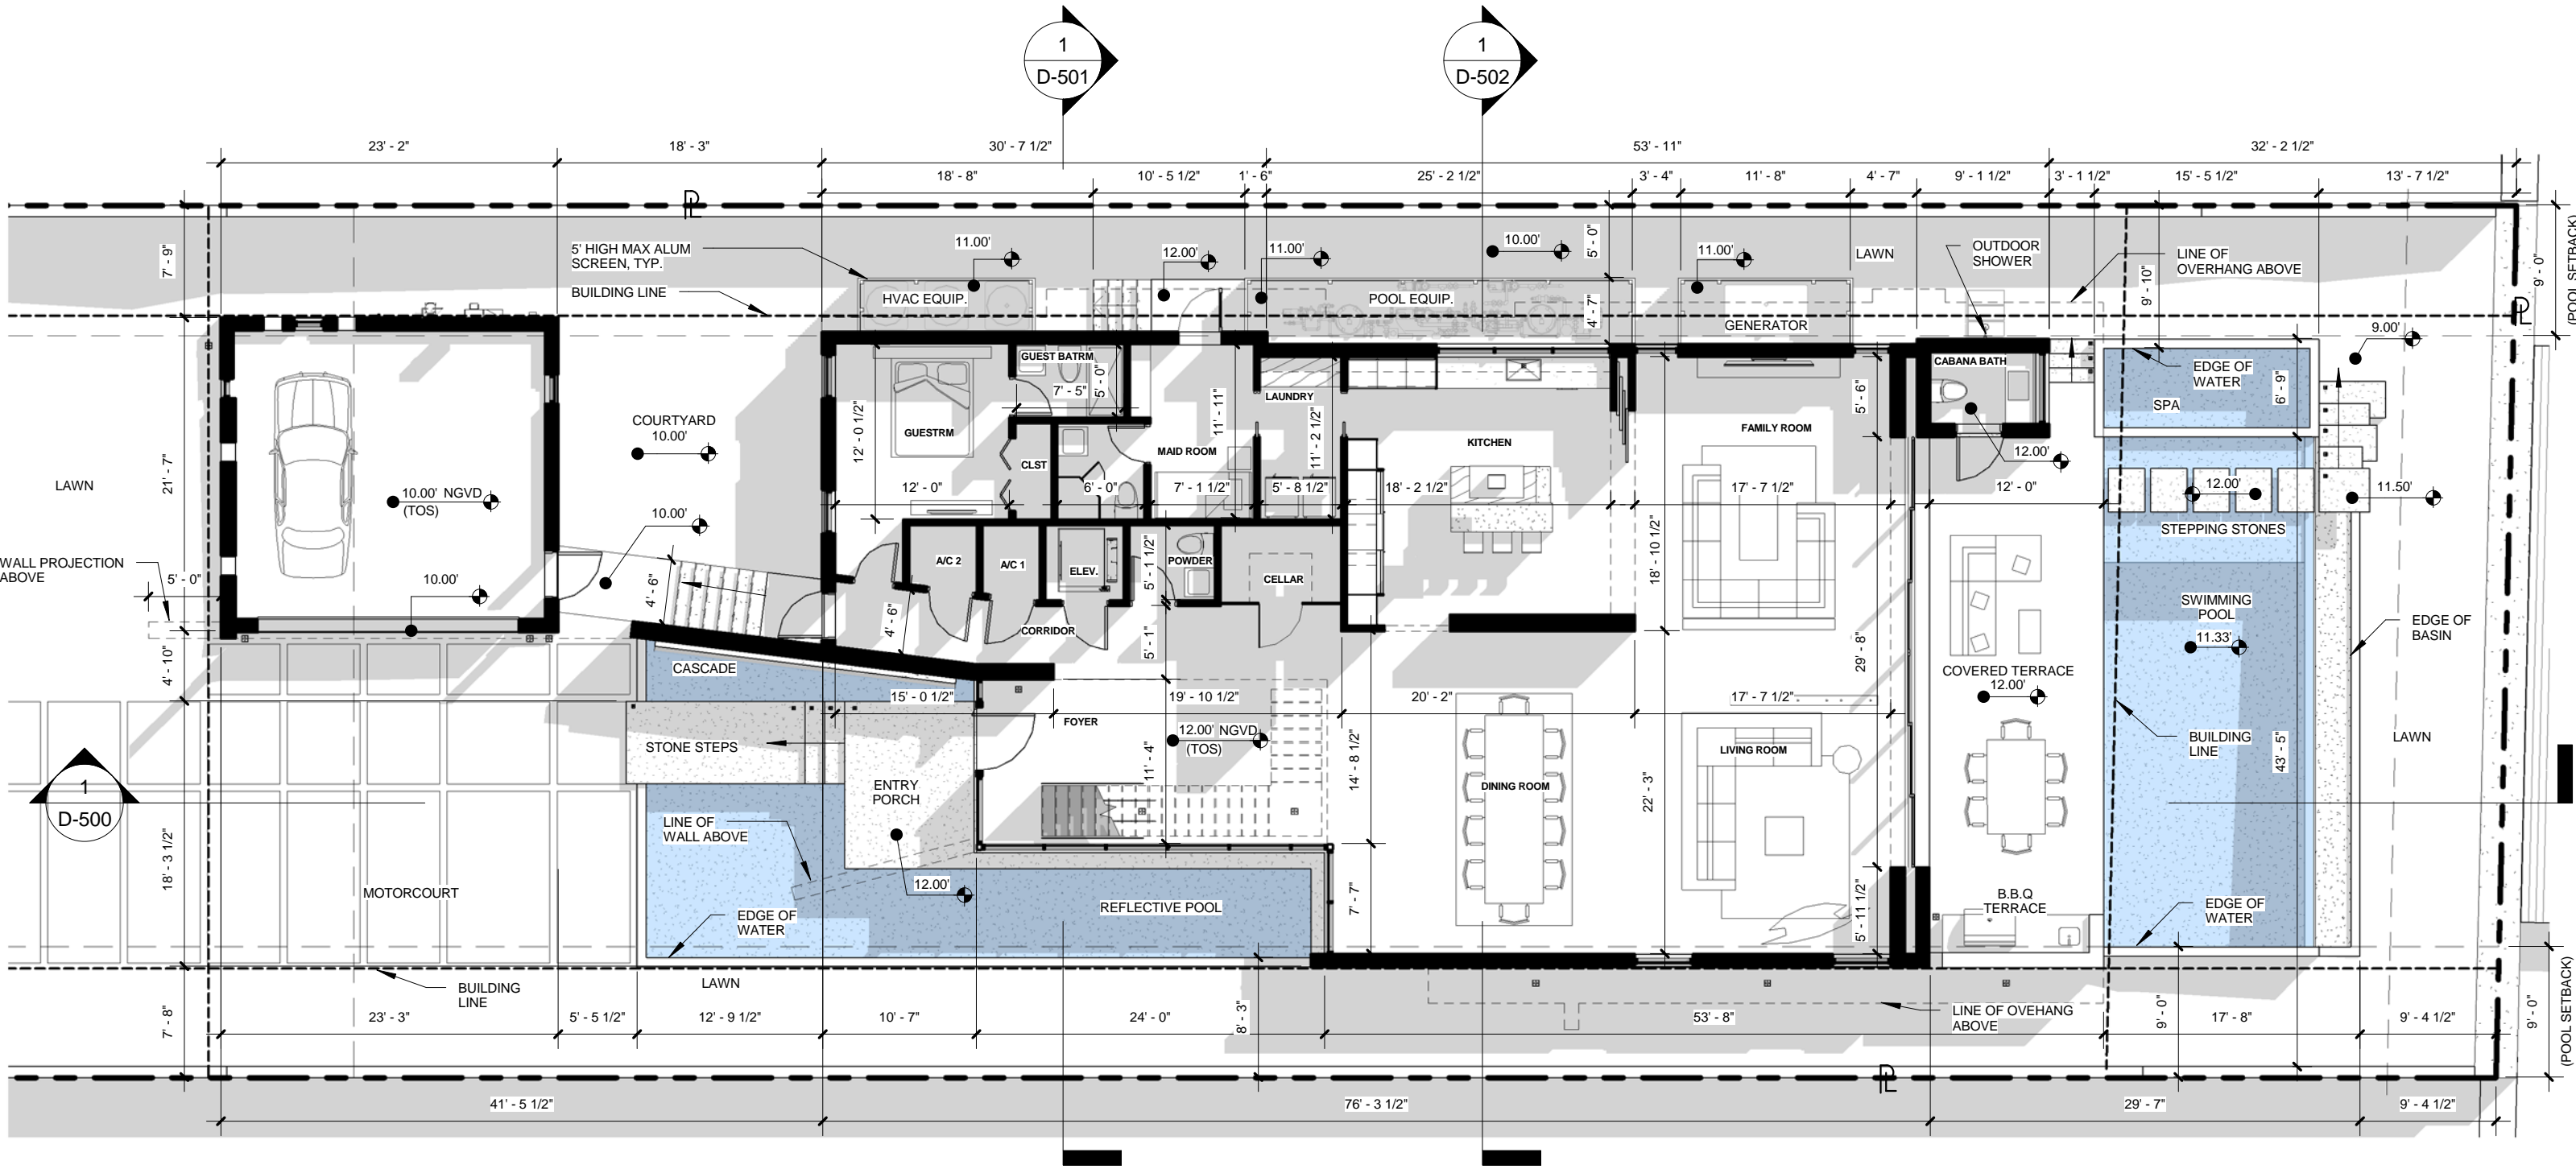 1
D-501
1
D-502
23' - 2"
18' - 3"
30' - 7 1/2"
53' - 11"
32' - 2 1/2"
18' - 8"
10' - 5 1/2"
1' - 6"
25' - 2 1/2"
3' - 4"
11' - 8"
4' - 7"
9' - 1 1/2"
3' - 1 1/2"
15' - 5 1/2"
13' - 7 1/2"
PL
7' - 9"
5' HIGH MAX ALUM
SCREEN, TYP.
BUILDING LINE
11.00'
12.00'
11.00'
10.00'
5' - 0"
11.00'
LAWN
OUTDOOR
SHOWER
9' - 10"
LINE OF
OVERHANG ABOVE
9' - 0"
(POOL SETBACK)
PL
HVAC EQUIP.
POOL EQUIP.
4' - 7"
GENERATOR
9.00'
GUEST BATRM
7' - 5"
5' - 0"
CABANA BATH
EDGE OF
WATER
SPA
6' - 9"
LAUNDRY
5' - 6"
COURTYARD
10.00'
12' - 0 1/2"
GUESTRM
11' - 11"
11' - 2 1/2"
KITCHEN
FAMILY ROOM
12.00'
CLST
MAID ROOM
LAWN
21' - 7"
10.00' NGVD
(TOS)
12' - 0"
6' - 0"
7' - 1 1/2"
5' - 8 1/2"
18' - 2 1/2"
17' - 7 1/2"
12' - 0"
12.00'
11.50'
10.00'
STEPPING STONES
WALL PROJECTION
ABOVE
5' - 0"
10.00'
4' - 6"
A/C 2
A/C 1
ELEV.
5' - 1 1/2"
POWDER
CELLAR
18' - 10 1/2"
SWIMMING
POOL
11.33'
EDGE OF
BASIN
4' - 6"
CORRIDOR
5' - 1"
29' - 8"
4' - 10"
CASCADE
15' - 0 1/2"
19' - 10 1/2"
20' - 2"
17' - 7 1/2"
COVERED TERRACE
12.00'
FOYER
12.00' NGVD
(TOS)
STONE STEPS
11' - 4"
14' - 8 1/2"
LIVING ROOM
BUILDING
LINE
43' - 5"
LAWN
1
D-500
ENTRY
PORCH
DINING ROOM
22' - 3"
LINE OF
WALL ABOVE
18' - 3 1/2"
MOTORCOURT
12.00'
REFLECTIVE POOL
7' - 7"
5' - 11 1/2"
B.B.Q
TERRACE
EDGE OF
WATER
EDGE OF
WATER
BUILDING
LINE
LAWN
7' - 8"
23' - 3"
5' - 5 1/2"
12' - 9 1/2"
10' - 7"
24' - 0"
8' - 3"
53' - 8"
LINE OF OVEHANG
ABOVE
9' - 0"
17' - 8"
9' - 4 1/2"
9' - 0"
(POOL SETBACK)
PL
41' - 5 1/2"
76' - 3 1/2"
29' - 7"
9' - 4 1/2"